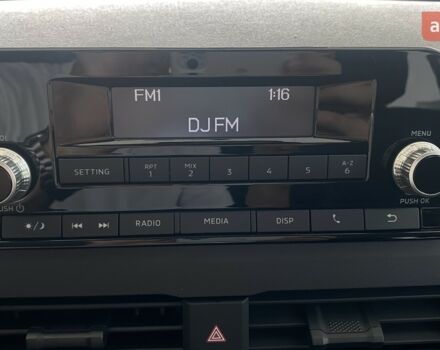 a
FM1 1:16
DJ FM
MENU
SETTING RPT 1 MIX 2 3 4 5 A-Z 6
PUSH PUSH OK
RADIO MEDIA DISP